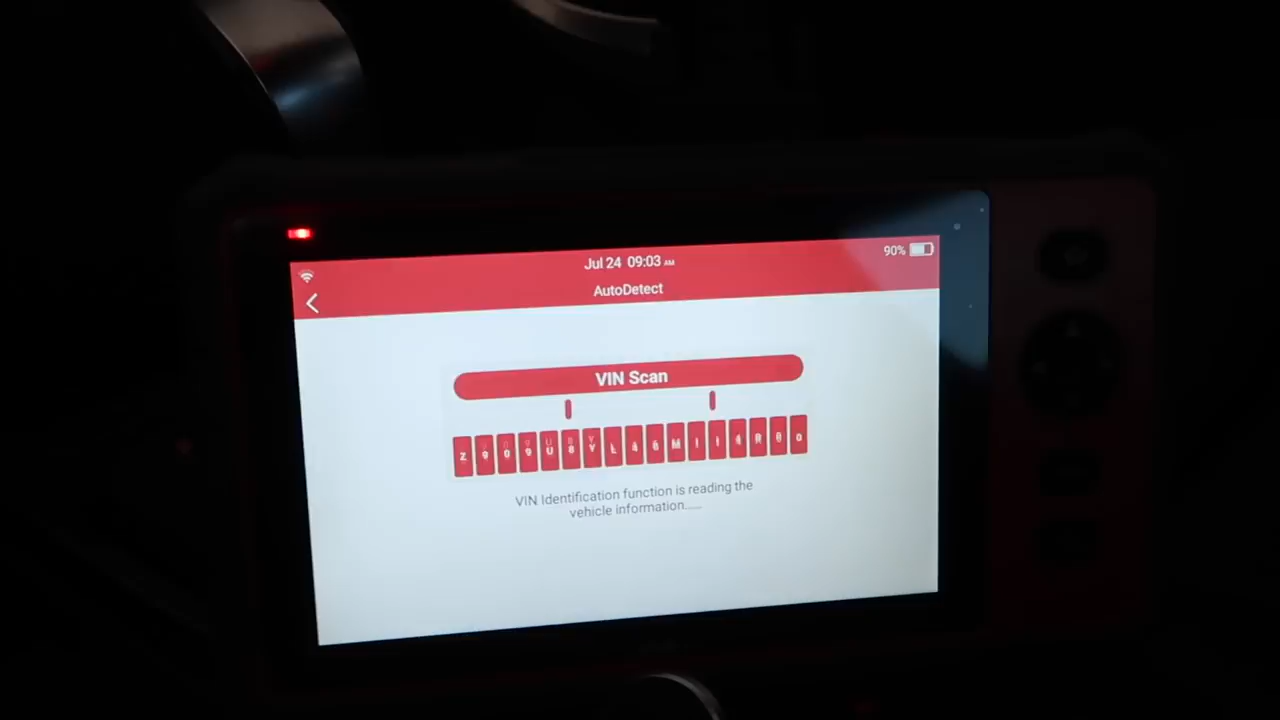 Jul 24 09:03 AM
90%
AutoDetect
VIN Scan
VIN Identification function is reading the
vehicle information......